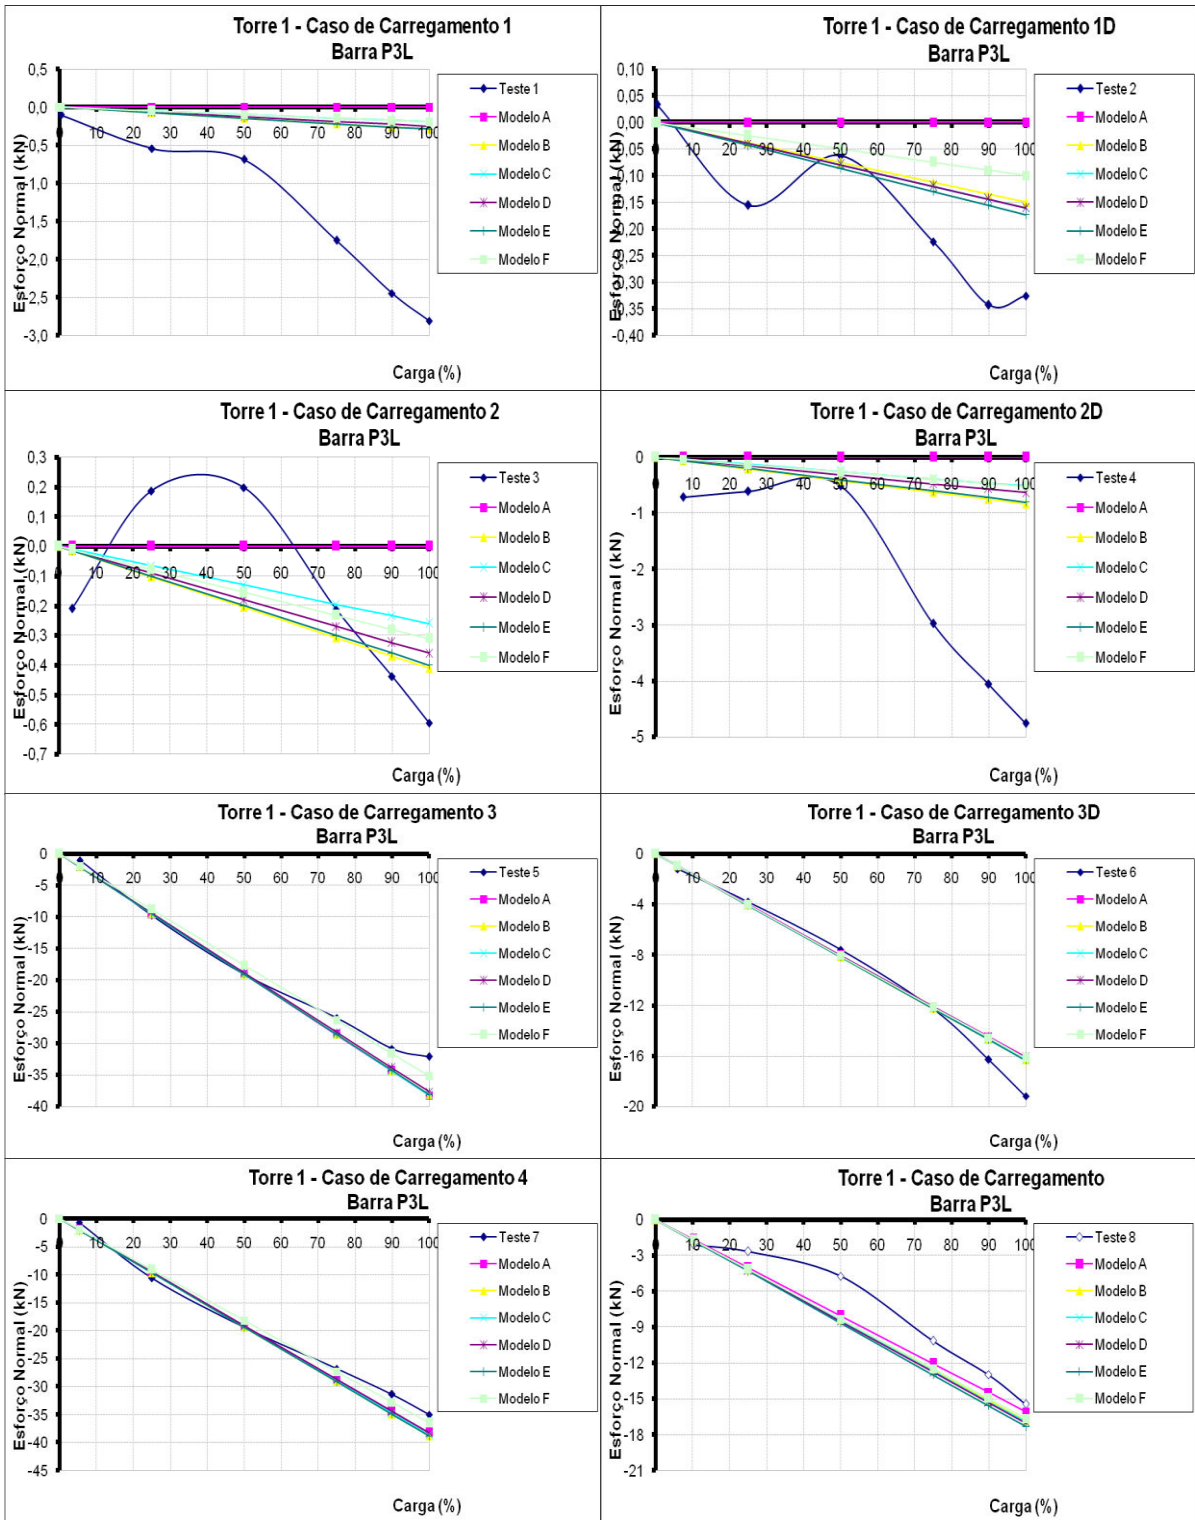 Torre 1 - Caso de Carregamento 1
Barra P3L
0,5
0,0
-0,5
-1,0
-1,5
-2,0
-2,5
-3,0
0 10 20 30 40 50 60 70 80 90 100
Esforço Normal (kN)
Carga (%)
Teste 1
Modelo A
Modelo B
Modelo C
Modelo D
Modelo E
Modelo F
Torre 1 - Caso de Carregamento 1D
Barra P3L
0,10
0,05
0,00
0,05
0,10
0,15
0,20
0,25
0,30
0,35
-0,40
0 10 20 30 40 50 60 70 80 90 100
Esforço Normal (kN)
Carga (%)
Teste 2
Modelo A
Modelo B
Modelo C
Modelo D
Modelo E
Modelo F
Torre 1 - Caso de Carregamento 2
Barra P3L
0,3
0,2
0,1
0,0
-0,1
-0,2
-0,3
-0,4
-0,5
-0,6
-0,7
0 10 20 30 40 50 60 70 80 90 100
Esforço Normal (kN)
Carga (%)
Teste 3
Modelo A
Modelo B
Modelo C
Modelo D
Modelo E
Modelo F
Torre 1 - Caso de Carregamento 2D
Barra P3L
0
-1
-2
-3
-4
-5
0 10 20 30 40 50 60 70 80 90 100
Esforço Normal (kN)
Carga (%)
Teste 4
Modelo A
Modelo B
Modelo C
Modelo D
Modelo E
Modelo F
Torre 1 - Caso de Carregamento 3
Barra P3L
0
-5
-10
-15
-20
-25
-30
-35
-40
0 10 20 30 40 50 60 70 80 90 100
Esforço Normal (kN)
Carga (%)
Teste 5
Modelo A
Modelo B
Modelo C
Modelo D
Modelo E
Modelo F
Torre 1 - Caso de Carregamento 3D
Barra P3L
0
-4
-8
-12
-16
-20
0 10 20 30 40 50 60 70 80 90 100
Esforço Normal (kN)
Carga (%)
Teste 6
Modelo A
Modelo B
Modelo C
Modelo D
Modelo E
Modelo F
Torre 1 - Caso de Carregamento 4
Barra P3L
0
-5
-10
-15
-20
-25
-30
-35
-40
-45
0 10 20 30 40 50 60 70 80 90 100
Esforço Normal (kN)
Carga (%)
Teste 7
Modelo A
Modelo B
Modelo C
Modelo D
Modelo E
Modelo F
Torre 1 - Caso de Carregamento
Barra P3L
0
-3
-6
-9
-12
-15
-18
-21
0 10 20 30 40 50 60 70 80 90 100
Esforço Normal (kN)
Carga (%)
Teste 8
Modelo A
Modelo B
Modelo C
Modelo D
Modelo E
Modelo F